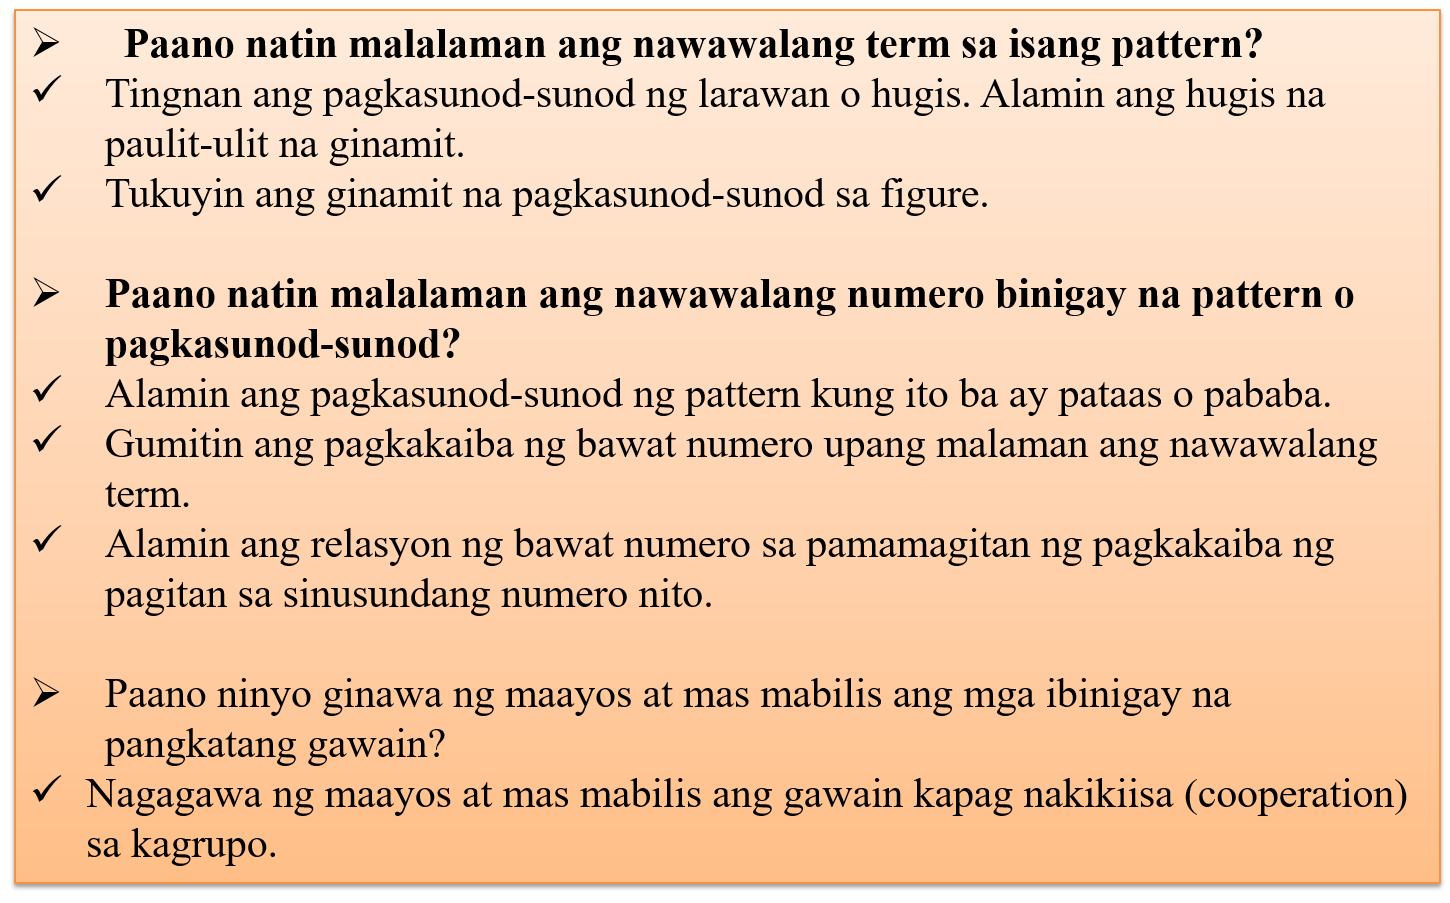 ➢ Paano natin malalaman ang nawawalang term sa isang pattern?
✓ Tingnan ang pagkasunod-sunod ng larawan o hugis. Alamin ang hugis na
paulit-ulit na ginamit.
✓ Tukuyin ang ginamit na pagkasunod-sunod sa figure.
➢ Paano natin malalaman ang nawawalang numero binigay na pattern o
pagkasunod-sunod?
✓ Alamin ang pagkasunod-sunod ng pattern kung ito ba ay pataas o pababa.
✓ Gumitin ang pagkakaiba ng bawat numero upang malaman ang nawawalang
term.
✓ Alamin ang relasyon ng bawat numero sa pamamagitan ng pagkakaiba ng
pagitan sa sinusundang numero nito.
➢ Paano ninyo ginawa ng maayos at mas mabilis ang mga ibinigay na
pangkatang gawain?
✓ Nagagawa ng maayos at mas mabilis ang gawain kapag nakikiisa (cooperation)
sa kagrupo.